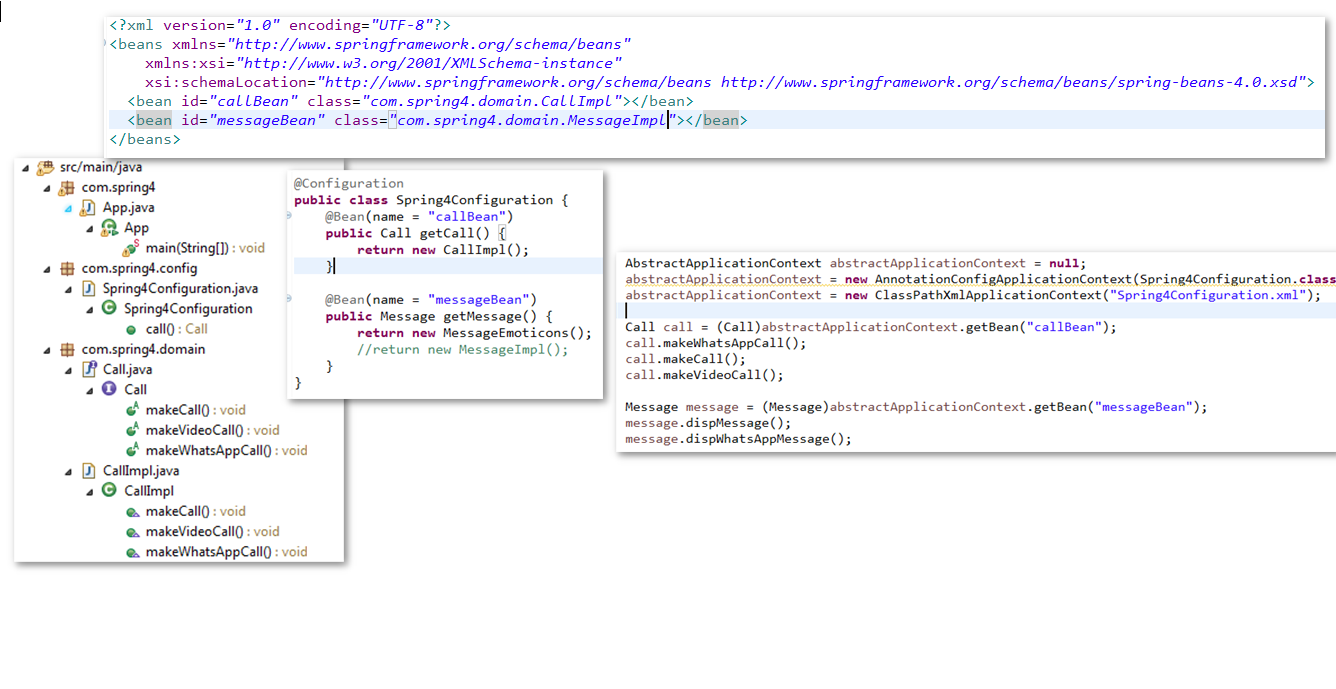 <?xml version="1.0" encoding="UTF-8"?>
<beans xmlns="http://www.springframework.org/schema/beans"
xmlns:xsi="http://www.w3.org/2001/XMLSchema-instance"
xsi:schemaLocation="http://www.springframework.org/schema/beans http://www.springframework.org/schema/beans/spring-beans-4.0.xsd">
<bean id="callBean" class="com.spring4.domain.CallImpl"></bean>
<bean id="messageBean" class="com.spring4.domain.MessageImpl"></bean>
</beans>
src/main/java
com.spring4
App.java
App
main(String[]) : void
com.spring4.config
Spring4Configuration.java
Spring4Configuration
call() : Call
com.spring4.domain
Call.java
Call
makeCall() : void
makeVideoCall() : void
makeWhatsAppCall() : void
CallImpl.java
CallImpl
makeCall() : void
makeVideoCall() : void
makeWhatsAppCall() : void
@Configuration
public class Spring4Configuration {
@Bean(name = "callBean")
public Call getCall() {
return new CallImpl();
}
@Bean(name = "messageBean")
public Message getMessage() {
return new MessageEmoticons();
//return new MessageImpl();
}
}
AbstractApplicationContext abstractApplicationContext = null;
abstractApplicationContext = new AnnotationConfigApplicationContext(Spring4Configuration.class
abstractApplicationContext = new ClassPathXmlApplicationContext("Spring4Configuration.xml");
Call call = (Call)abstractApplicationContext.getBean("callBean");
call.makeWhatsAppCall();
call.makeCall();
call.makeVideoCall();
Message message = (Message)abstractApplicationContext.getBean("messageBean");
message.dispMessage();
message.dispWhatsAppMessage();